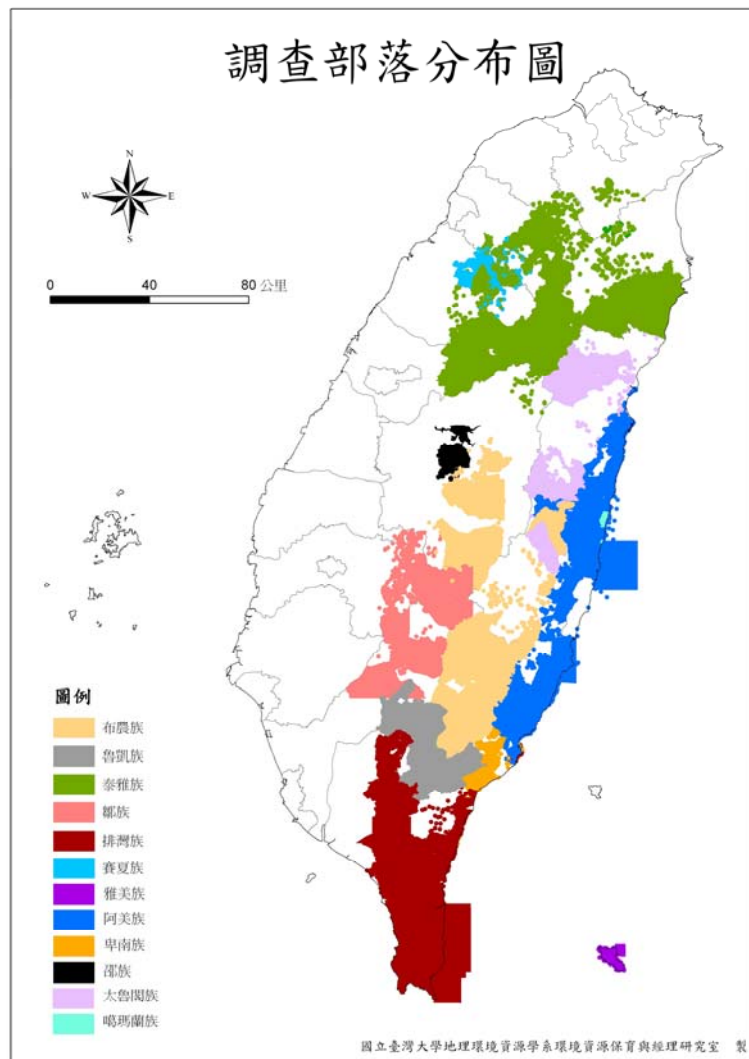 調查部落分布圖
N
W E
S
0 40 80 公里
圖例
布農族
魯凱族
泰雅族
鄒族
排灣族
賽夏族
雅美族
阿美族
卑南族
邵族
太魯閣族
噶瑪蘭族
國立臺灣大學地理環境資源學系環境資源保育與經理研究室 製